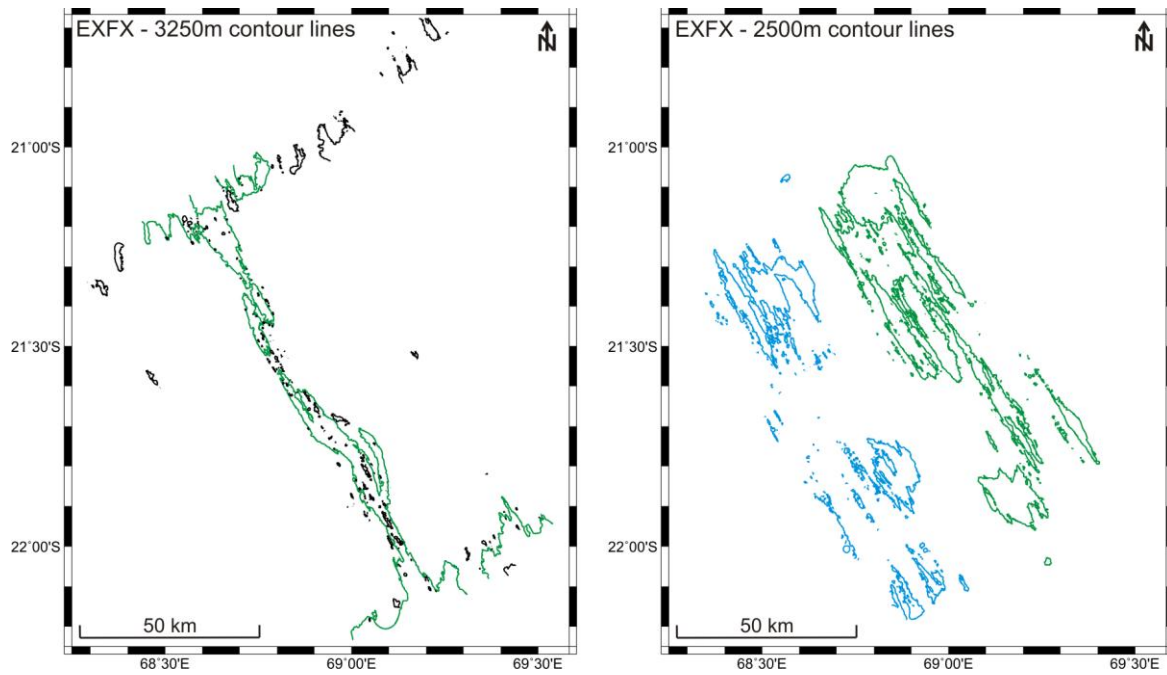 EXFX - 3250m contour lines
N
21°00'S
21°30'S
22°00'S
50 km
68°30'E
69°00'E
69°30'E
EXFX - 2500m contour lines
N
21°00'S
21°30'S
22°00'S
50 km
68°30'E
69°00'E
69°30'E